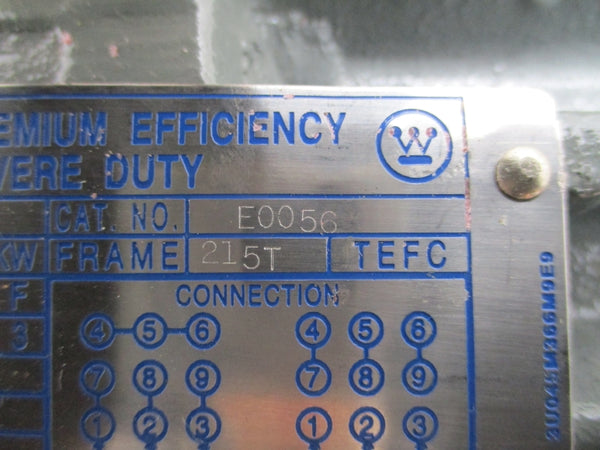 EMIUM EFFICIENCY
VERE DUTY
CAT. NO. E0056
KW FRAME 215T TEFC
F CONNECTION
3 4 5 6 4 5 6
7 8 9 7 8 9
1 2 3 1 2 3